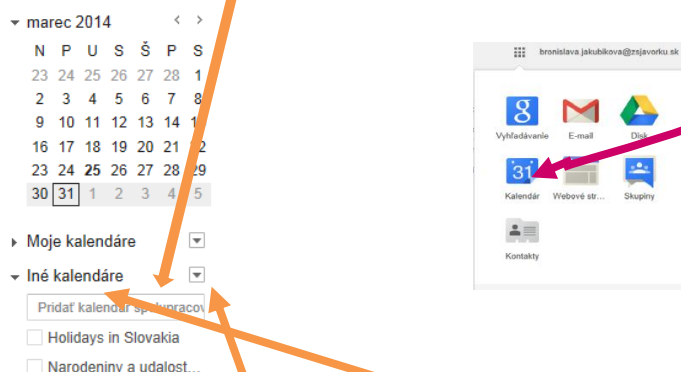 marec 2014
N P U S Š P S
23 24 25 26 27 28 1
2 3 4 5 6 7 8
9 10 11 12 13 14
16 17 18 19 20 21 22
23 24 25 26 27 28 29
30 31 1 2 3 4 5
Moje kalendáre
Iné kalendáre
Pridať kalendár spolupracov
Holidays in Slovakia
Narodeniny a udalost...
bronislava.jakubikova@zsjavorku.sk
Vyhľadávanie E-mail Disk
31
Kalendár Webové str... Skupiny
Kontakty